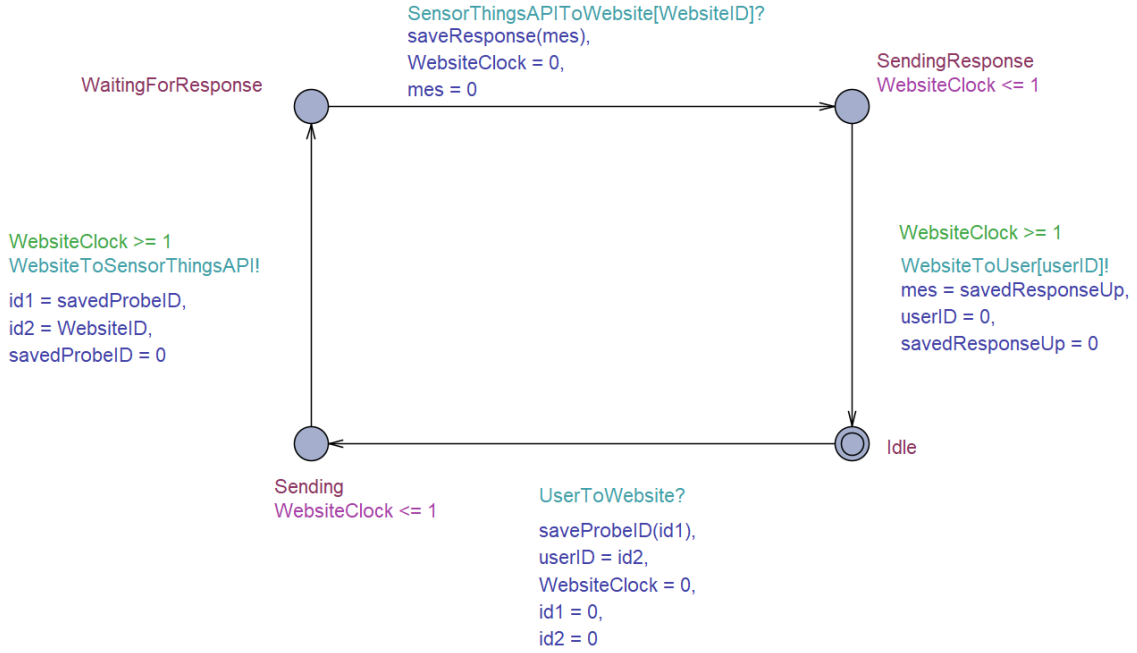 SensorThingsAPIToWebsite[WebsiteID]?
saveResponse(mes),
WebsiteClock = 0,
mes = 0
WaitingForResponse
SendingResponse
WebsiteClock <= 1
WebsiteClock >= 1
WebsiteToSensorThingsAPI!
id1 = savedProbeID,
id2 = WebsiteID,
savedProbeID = 0
WebsiteClock >= 1
WebsiteToUser[userID]!
mes = savedResponseUp,
userID = 0,
savedResponseUp = 0
Idle
Sending
WebsiteClock <= 1
UserToWebsite?
saveProbeID(id1),
userID = id2,
WebsiteClock = 0,
id1 = 0,
id2 = 0